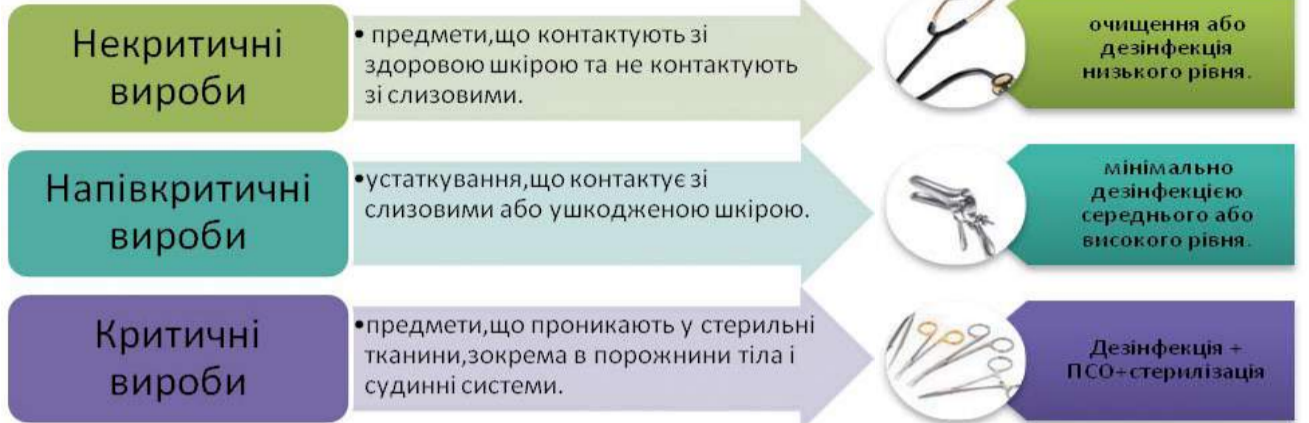 Некритичні
вироби
• предмети,що контактують зі
здоровою шкірою та не контактують
зі слизовими.
очищення або
дезінфекція
низького рівня.
Напівкритичні
вироби
•устаткування,що контактує зі
слизовими або ушкодженою шкірою.
мінімально
дезінфекцією
середнього або
високого рівня.
Критичні
вироби
•предмети,що проникають у стерильні
тканини,зокрема в порожнини тіла і
судинні системи.
Дезінфекція +
ПСО+стерилізація